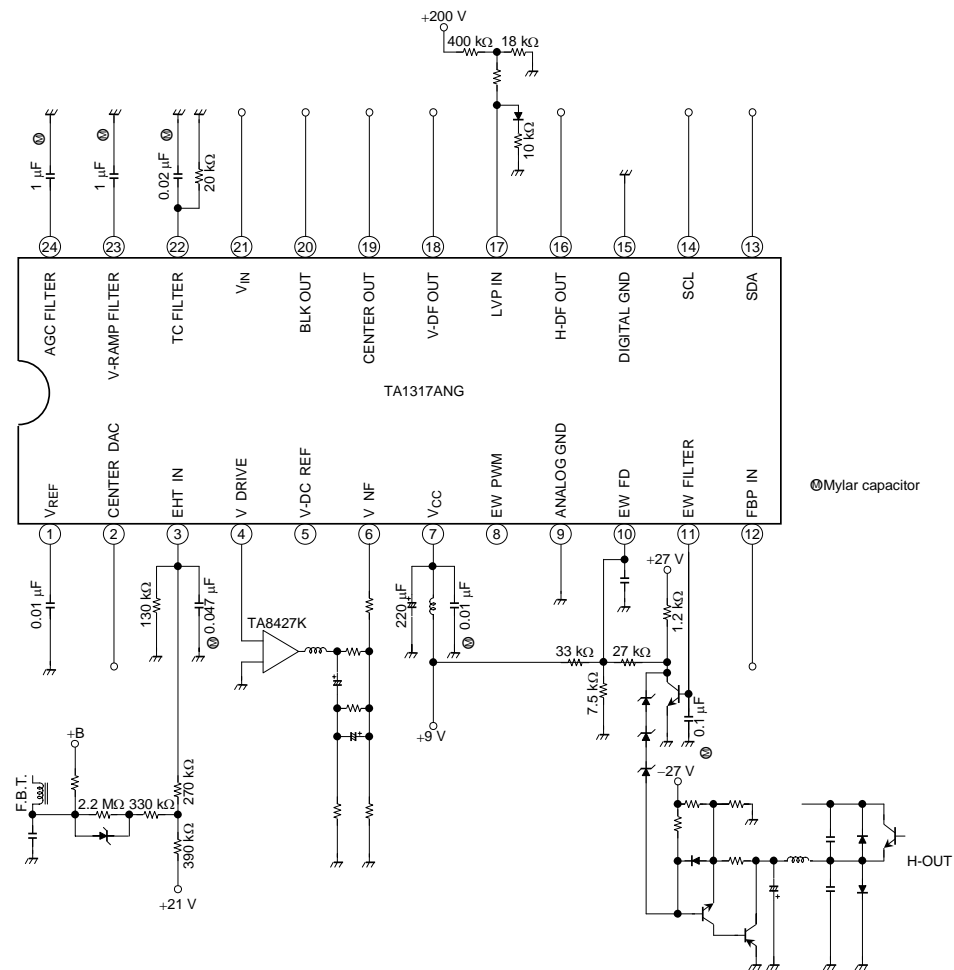 +200 V
400 kΩ
18 kΩ
10 kΩ
Ⓜ
1 μF
Ⓜ
1 μF
Ⓜ
0.02 μF
20 kΩ
24
23
22
21
20
19
18
17
16
15
14
13
AGC FILTER
V-RAMP FILTER
TC FILTER
VIN
BLK OUT
CENTER OUT
V-DF OUT
LVP IN
H-DF OUT
DIGITAL GND
SCL
SDA
TA1317ANG
VREF
CENTER DAC
EHT IN
V DRIVE
V-DC REF
V NF
VCC
EW PWM
ANALOG GND
EW FD
EW FILTER
FBP IN
ⓂMylar capacitor
1
2
3
4
5
6
7
8
9
10
11
12
0.01 μF
130 kΩ
0.047 μF
Ⓜ
TA8427K
220 μF
0.01 μF
Ⓜ
+27 V
1.2 kΩ
33 kΩ
27 kΩ
7.5 kΩ
0.1 μF
Ⓜ
+9 V
−27 V
+B
F.B.T.
2.2 MΩ
330 kΩ
270 kΩ
390 kΩ
+21 V
H-OUT